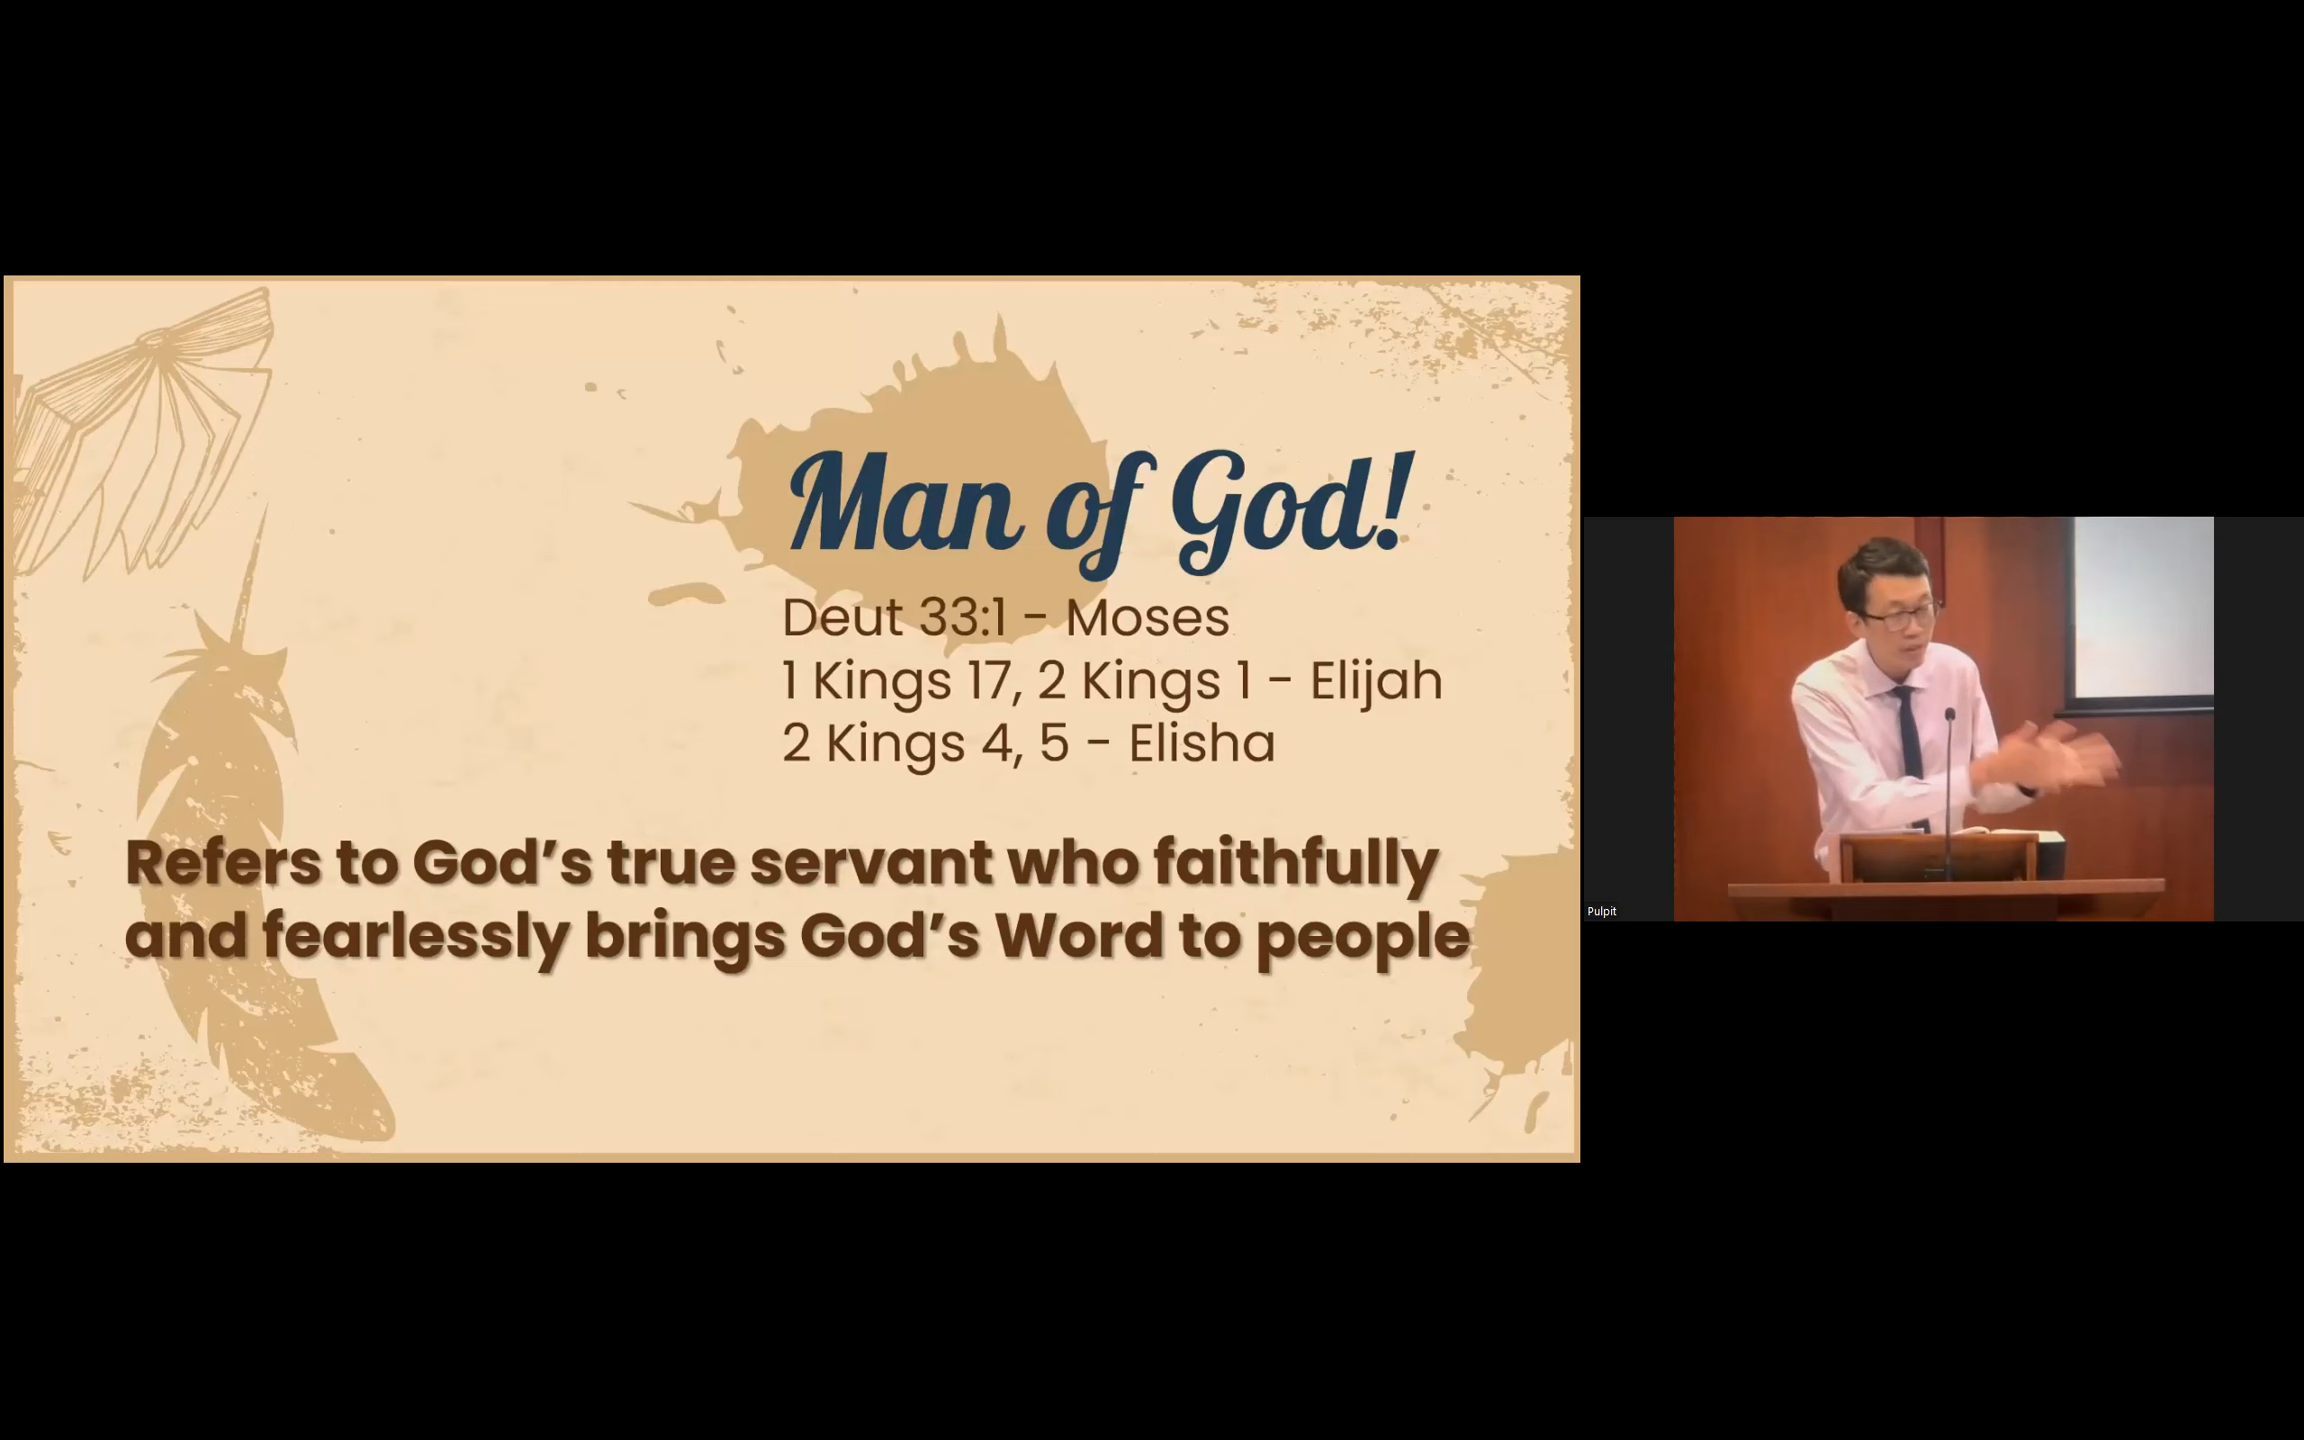 Man of God!
Deut 33:1 - Moses
1 Kings 17, 2 Kings 1 - Elijah
2 Kings 4, 5 - Elisha
Refers to God's true servant who faithfully
and fearlessly brings God's Word to people
Pulpit